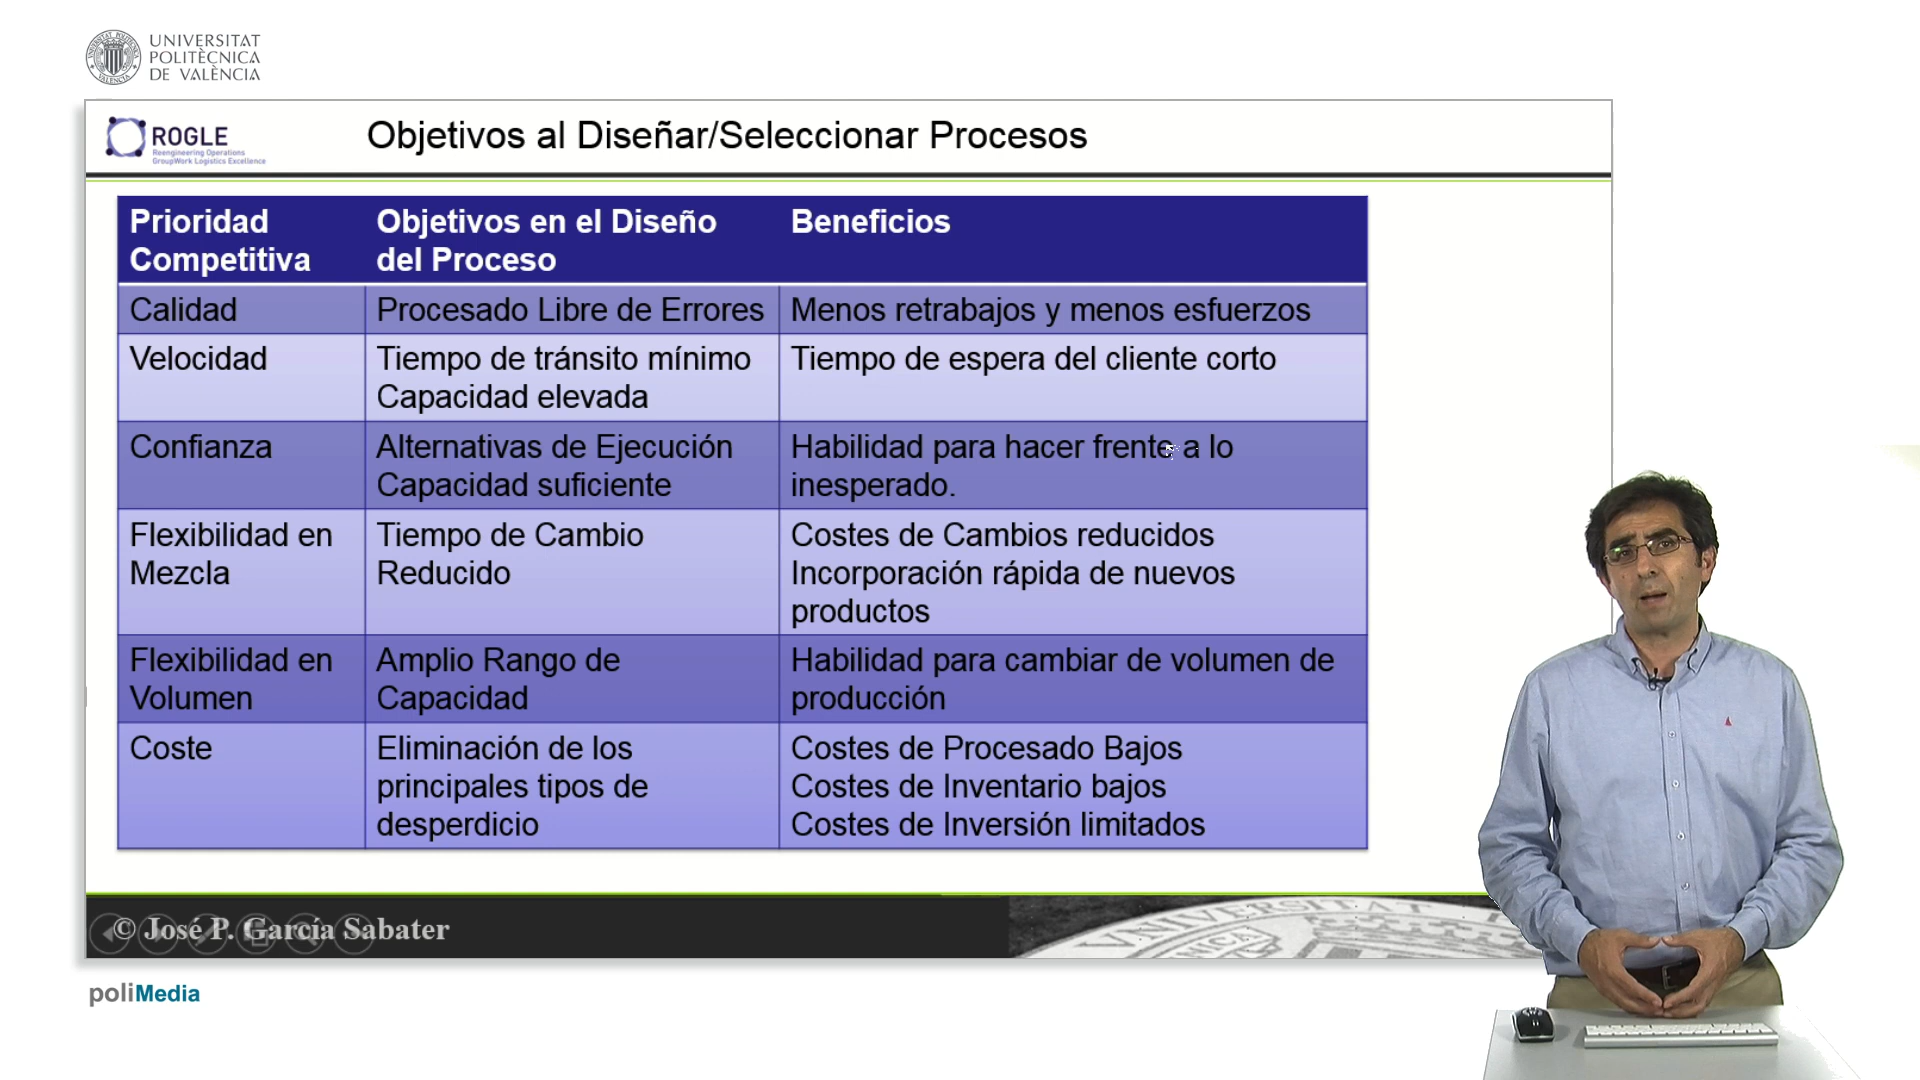 UNIVERSITAT
POLITÈCNICA
DE VALÈNCIA
ROGLE
Reengineering Operations
GroupWork Logistics Excellence
Objetivos al Diseñar/Seleccionar Procesos
Prioridad
Competitiva
Objetivos en el Diseño
del Proceso
Beneficios
Calidad
Procesado Libre de Errores
Menos retrabajos y menos esfuerzos
Velocidad
Tiempo de tránsito mínimo
Capacidad elevada
Tiempo de espera del cliente corto
Confianza
Alternativas de Ejecución
Capacidad suficiente
Habilidad para hacer frente a lo
inesperado.
Flexibilidad en
Mezcla
Tiempo de Cambio
Reducido
Costes de Cambios reducidos
Incorporación rápida de nuevos
productos
Flexibilidad en
Volumen
Amplio Rango de
Capacidad
Habilidad para cambiar de volumen de
producción
Coste
Eliminación de los
principales tipos de
desperdicio
Costes de Procesado Bajos
Costes de Inventario bajos
Costes de Inversión limitados
© José P. García Sabater
poliMedia